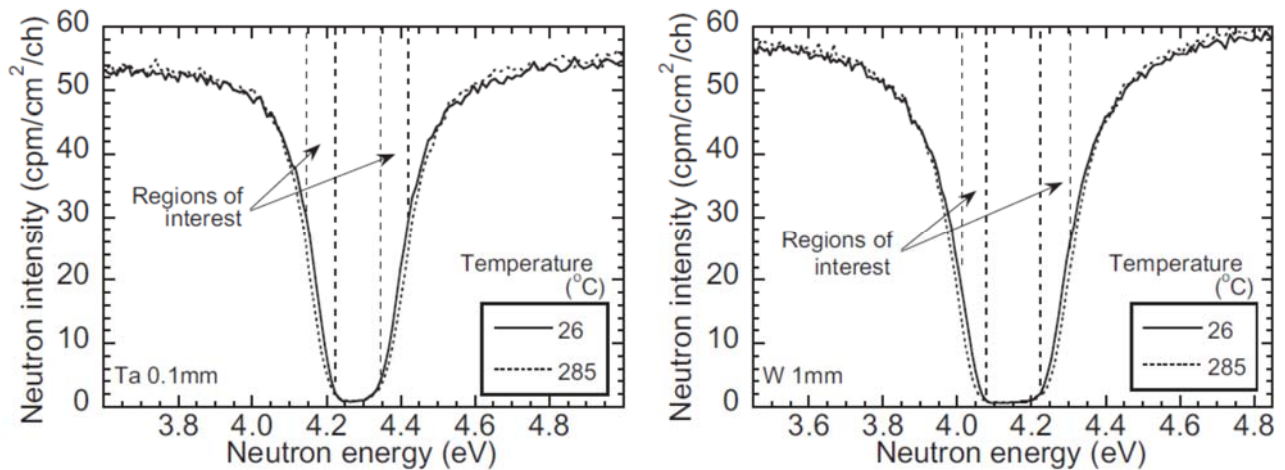 60
50
40
30
20
10
0
3.8
4.0
4.2
4.4
4.6
4.8
Neutron intensity (cpm/cm²/ch)
Neutron energy (eV)
Regions of
interest
Temperature
(°C)
26
285
Ta 0.1mm
60
50
40
30
20
10
0
3.6
3.8
4.0
4.2
4.4
4.6
4.8
Neutron intensity (cpm/cm²/ch)
Neutron energy (eV)
Regions of
interest
Temperature
(°C)
26
285
W 1mm